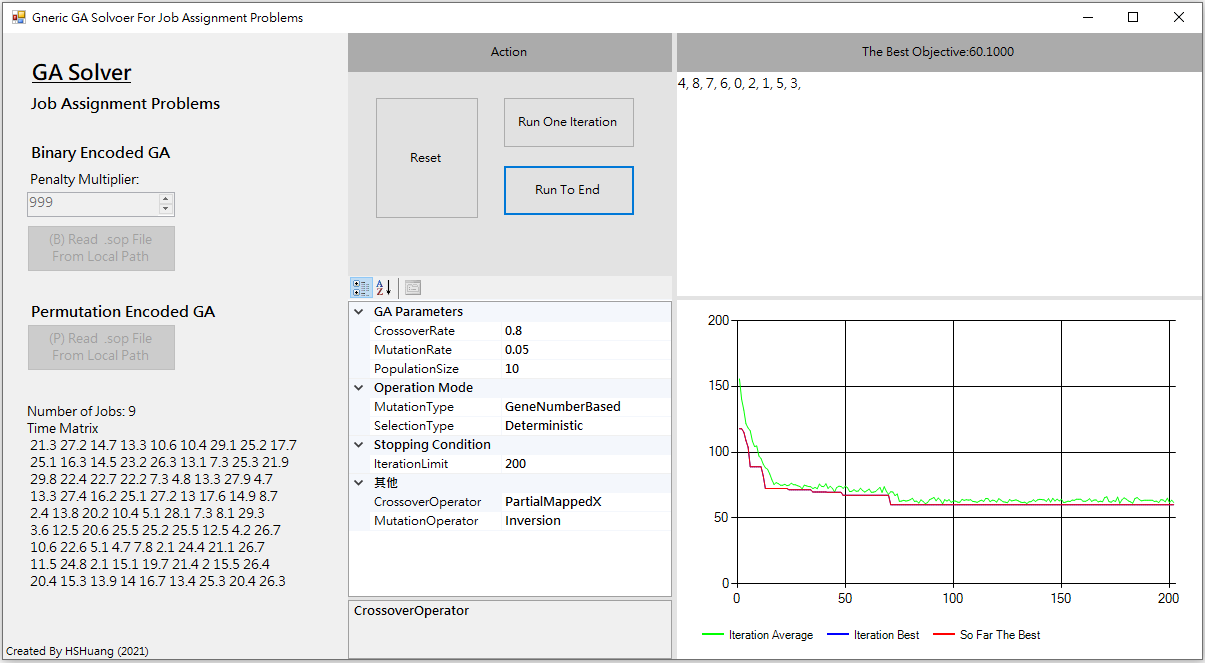 Gneric GA Solvoer For Job Assignment Problems
GA Solver
Job Assignment Problems
Binary Encoded GA
Penalty Multiplier:
999
(B) Read .sop File
From Local Path
Permutation Encoded GA
(P) Read .sop File
From Local Path
Number of Jobs: 9
Time Matrix
21.3 27.2 14.7 13.3 10.6 10.4 29.1 25.2 17.7
25.1 16.3 14.5 23.2 26.3 13.1 7.3 25.3 21.9
29.8 22.4 22.7 22.2 7.3 4.8 13.3 27.9 4.7
13.3 27.4 16.2 25.1 27.2 13 17.6 14.9 8.7
2.4 13.8 20.2 10.4 5.1 28.1 7.3 8.1 29.3
3.6 12.5 20.6 25.5 25.2 25.5 12.5 4.2 26.7
10.6 22.6 5.1 4.7 7.8 2.1 24.4 21.1 26.7
11.5 24.8 2.1 15.1 19.7 21.4 2 15.5 26.4
20.4 15.3 13.9 14 16.7 13.4 25.3 20.4 26.3
Created By HSHuang (2021)
Action
Reset
Run One Iteration
Run To End
GA Parameters
CrossoverRate 0.8
MutationRate 0.05
PopulationSize 10
Operation Mode
MutationType GeneNumberBased
SelectionType Deterministic
Stopping Condition
IterationLimit 200
其他
CrossoverOperator PartialMappedX
MutationOperator Inversion
CrossoverOperator
The Best Objective:60.1000
4, 8, 7, 6, 0, 2, 1, 5, 3,
200
150
100
50
0
0 50 100 150 200
Iteration Average Iteration Best So Far The Best